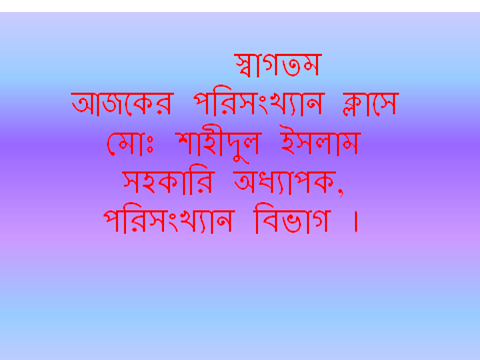 স্বাগতম
আজকের পরিসংখ্যান ক্লাসে
মোঃ শাহীদুল ইসলাম
সহকারি অধ্যাপক,
পরিসংখ্যান বিভাগ ।